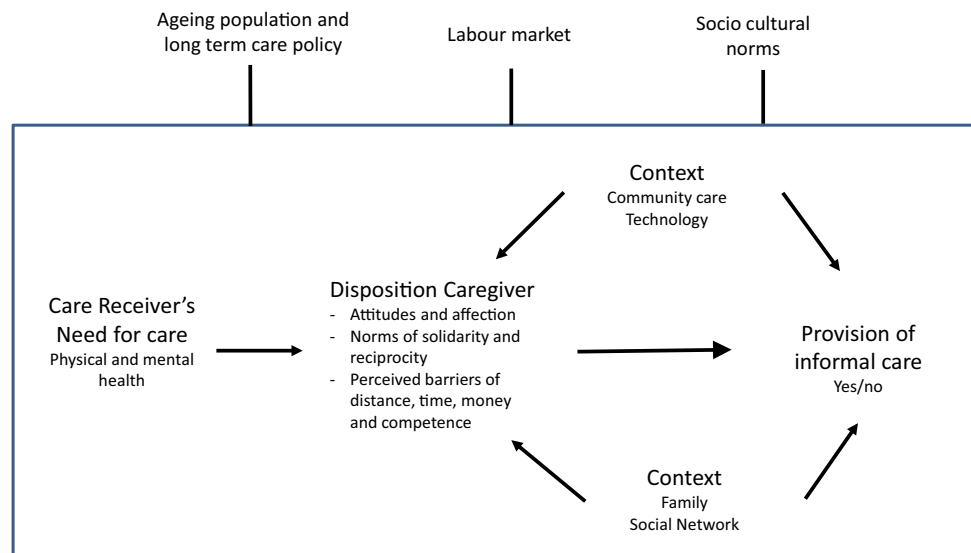 Ageing population and
long term care policy
Labour market
Socio cultural
norms
Context
Community care
Technology
Care Receiver's
Need for care
Physical and mental
health
Disposition Caregiver
- Attitudes and affection
- Norms of solidarity and
reciprocity
- Perceived barriers of
distance, time, money
and competence
Provision of
informal care
Yes/no
Context
Family
Social Network